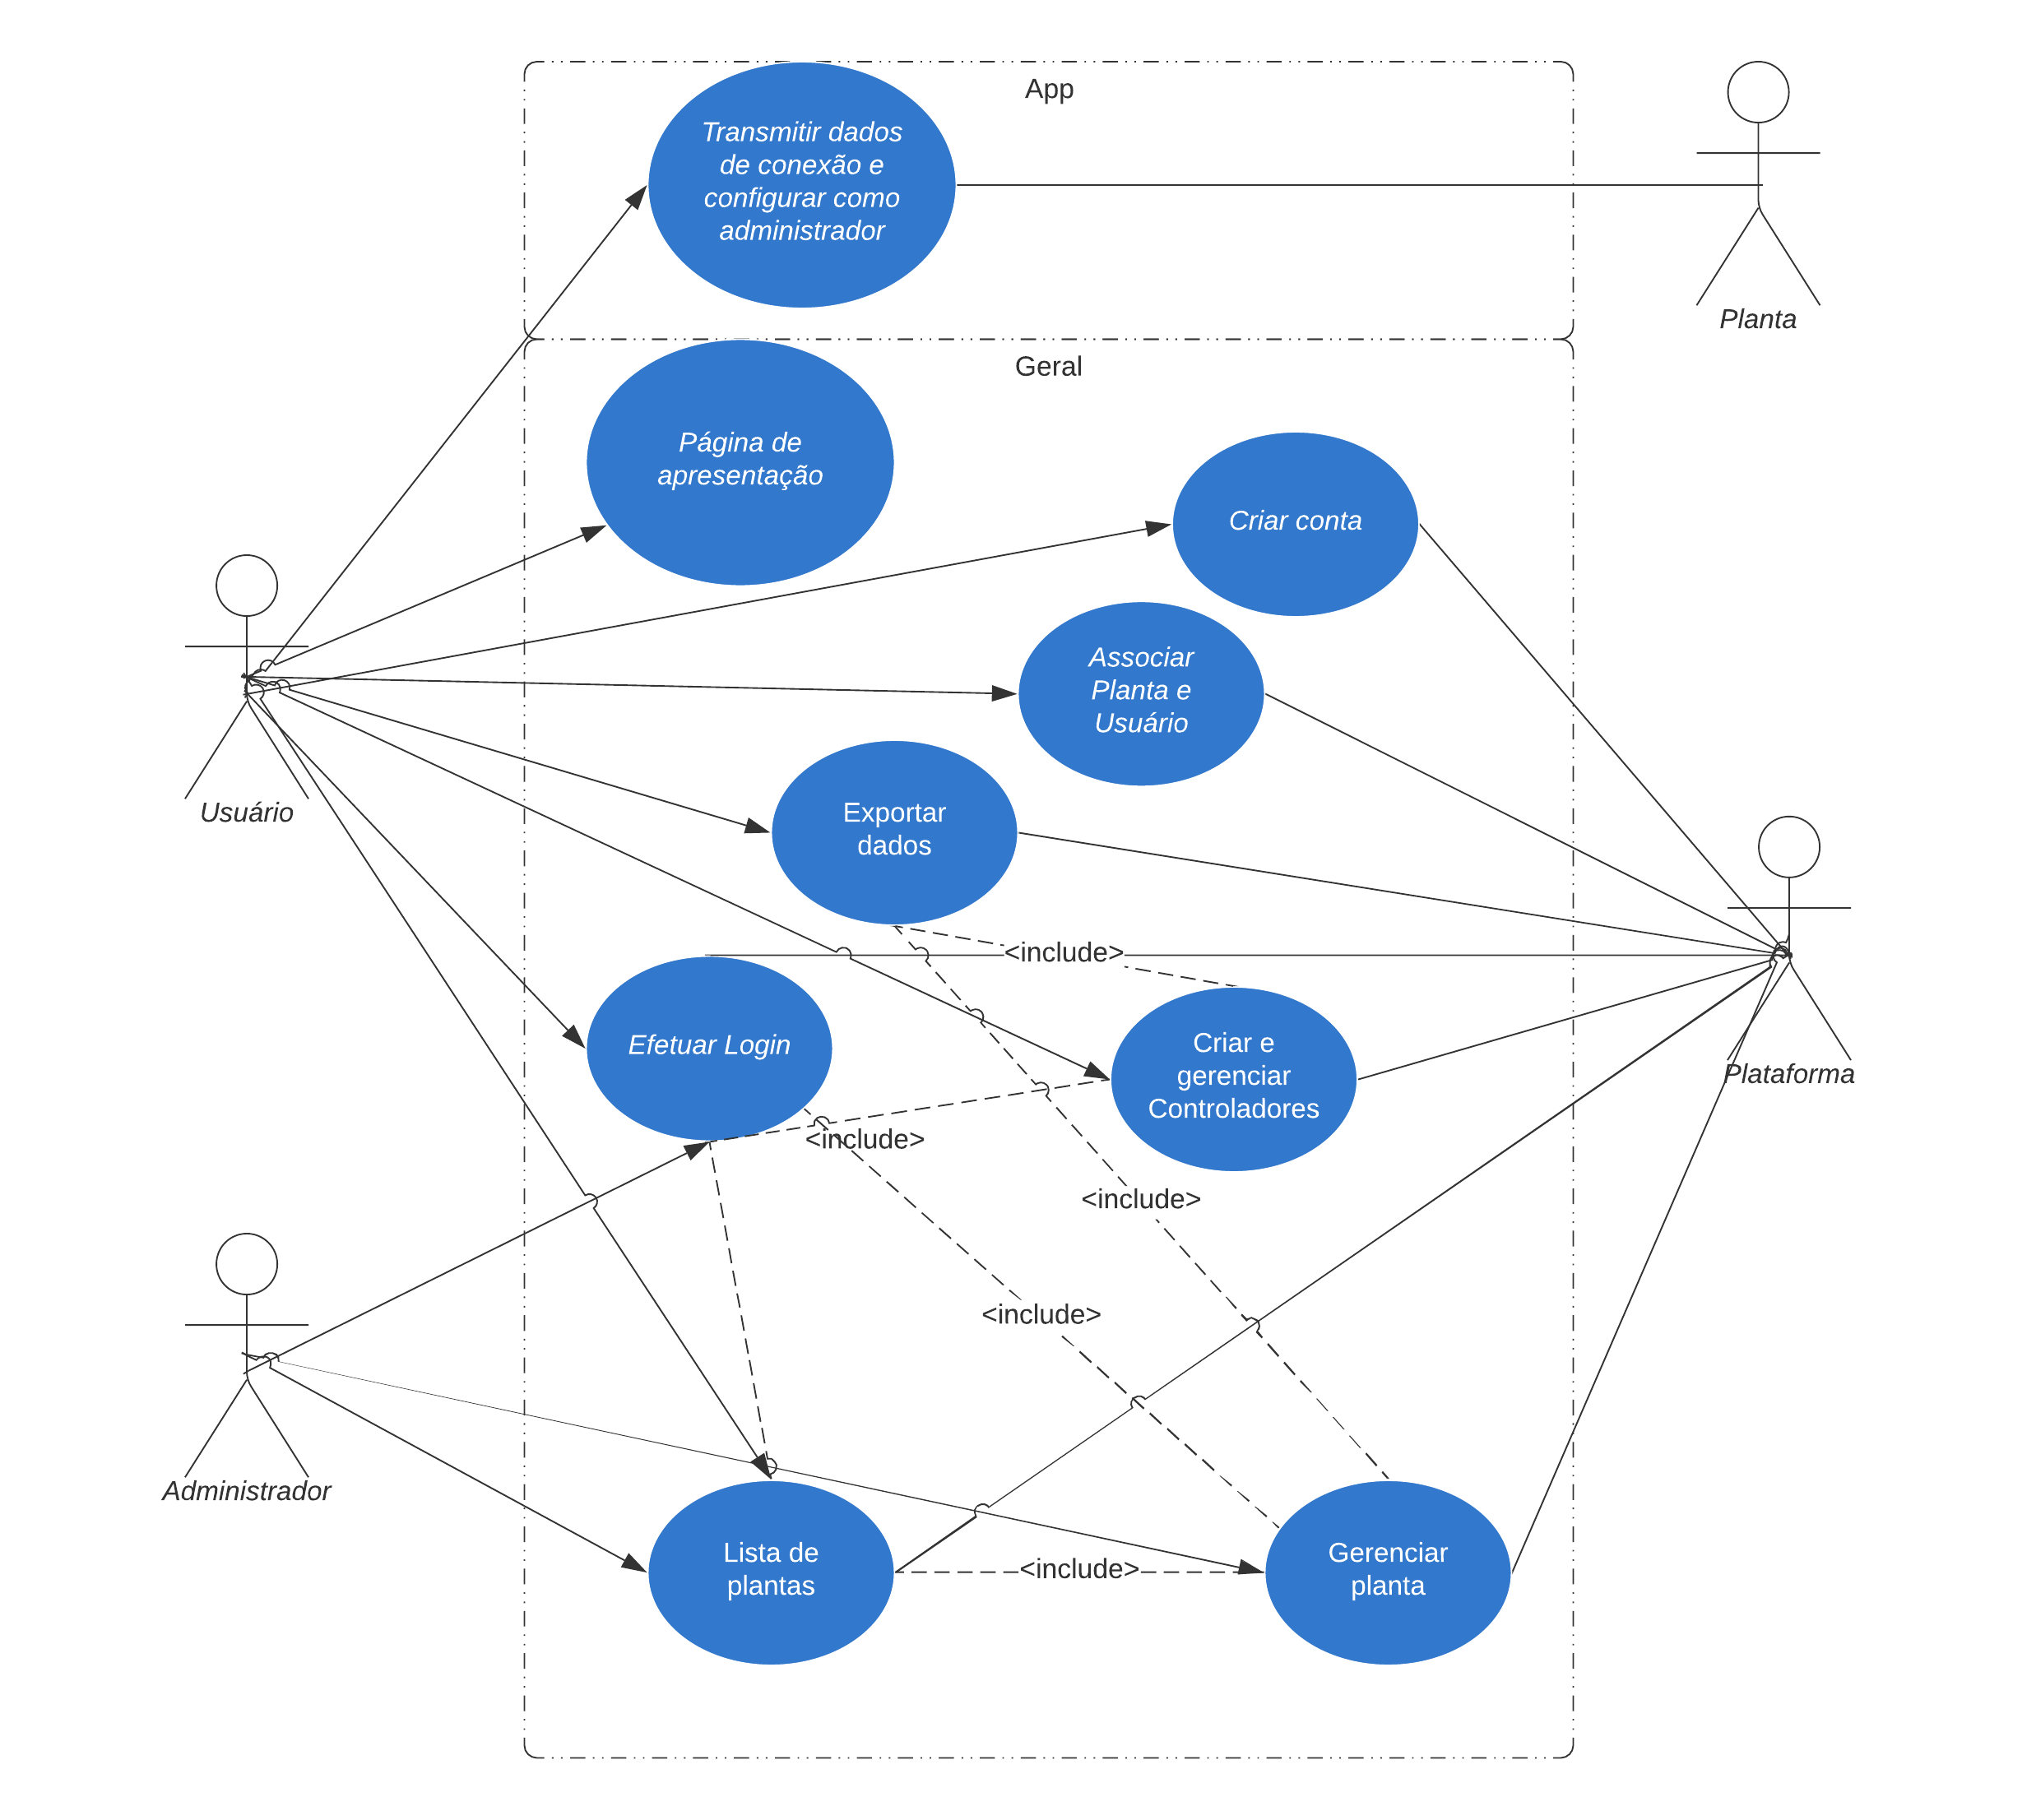 App
Transmitir dados
de conexão e
configurar como
administrador
Planta
Geral
Página de
apresentação
Criar conta
Associar
Planta e
Usuário
Usuário
Exportar
dados
<include>
Efetuar Login
Criar e
gerenciar
Controladores
Plataforma
<include>
<include>
<include>
Administrador
Lista de
plantas
<include>
Gerenciar
planta